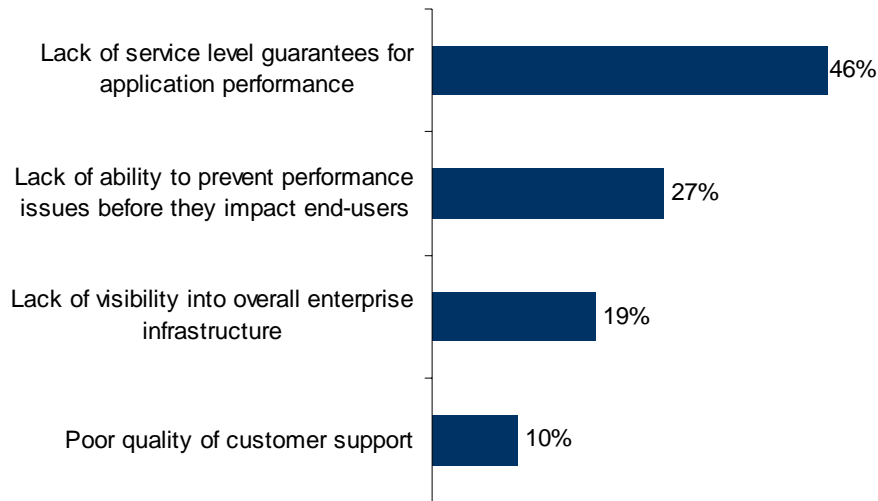 Lack of service level guarantees for
application performance
46%
Lack of ability to prevent performance
issues before they impact end-users
27%
Lack of visibility into overall enterprise
infrastructure
19%
Poor quality of customer support
10%